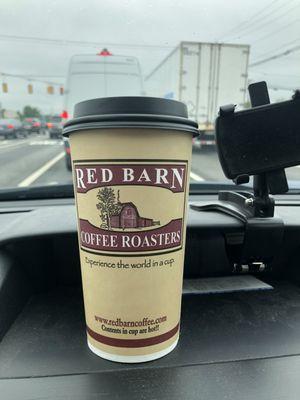 RED BARN
COFFEE ROASTERS
Experience the world in a cup.
www.redbarncoffee.com
Contents in cup are hot!!